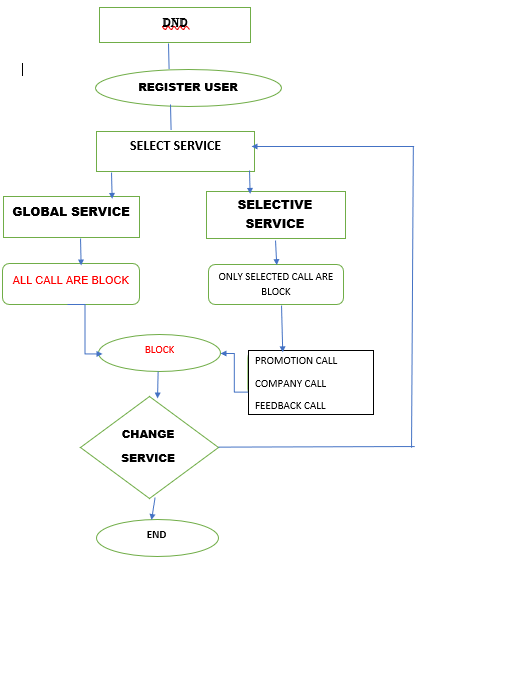 DND
REGISTER USER
SELECT SERVICE
GLOBAL SERVICE
SELECTIVE
SERVICE
ALL CALL ARE BLOCK
ONLY SELECTED CALL ARE
BLOCK
BLOCK
PROMOTION CALL
COMPANY CALL
FEEDBACK CALL
CHANGE
SERVICE
END